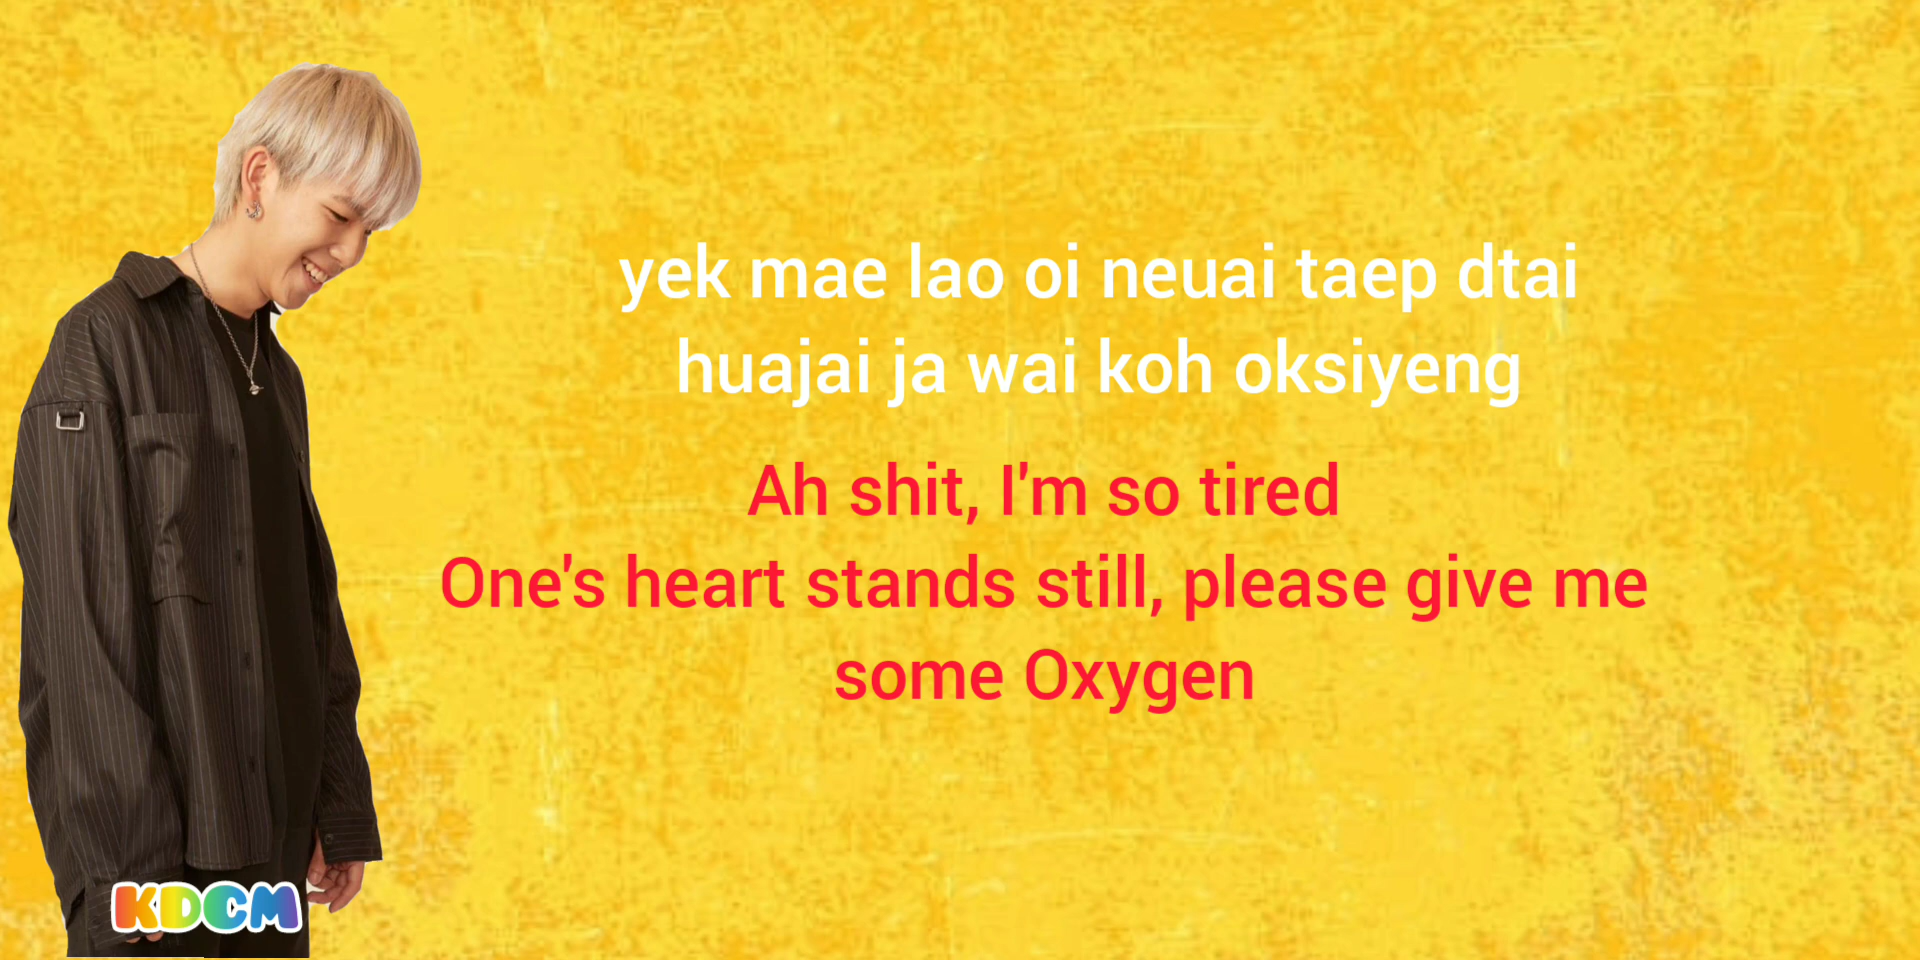 yek mae lao oi neuai taep dtai
huajai ja wai koh oksiyeng
Ah shit, I'm so tired
One's heart stands still, please give me
some Oxygen
KDCM